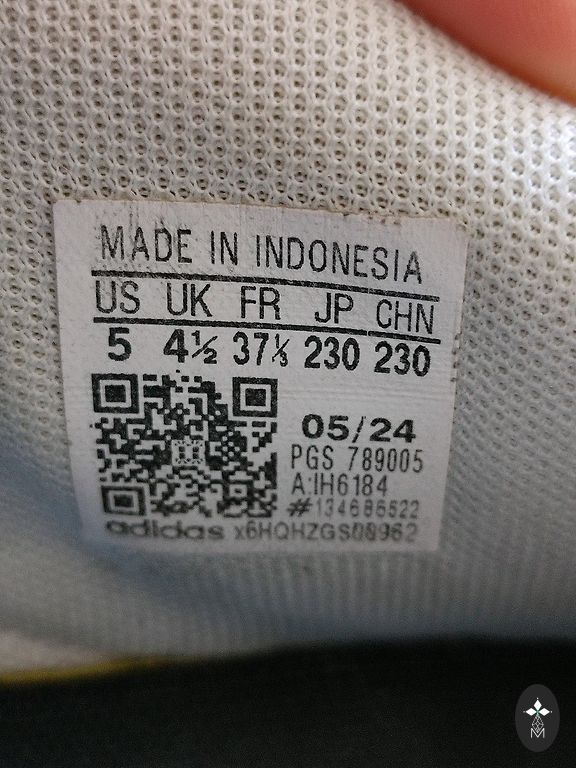 MADE IN INDONESIA
US UK FR JP CHN
5 4½ 37⅓ 230 230
05/24
PGS 789005
A:IH6184
#134686622
adidas x6HQHZGS08962
M